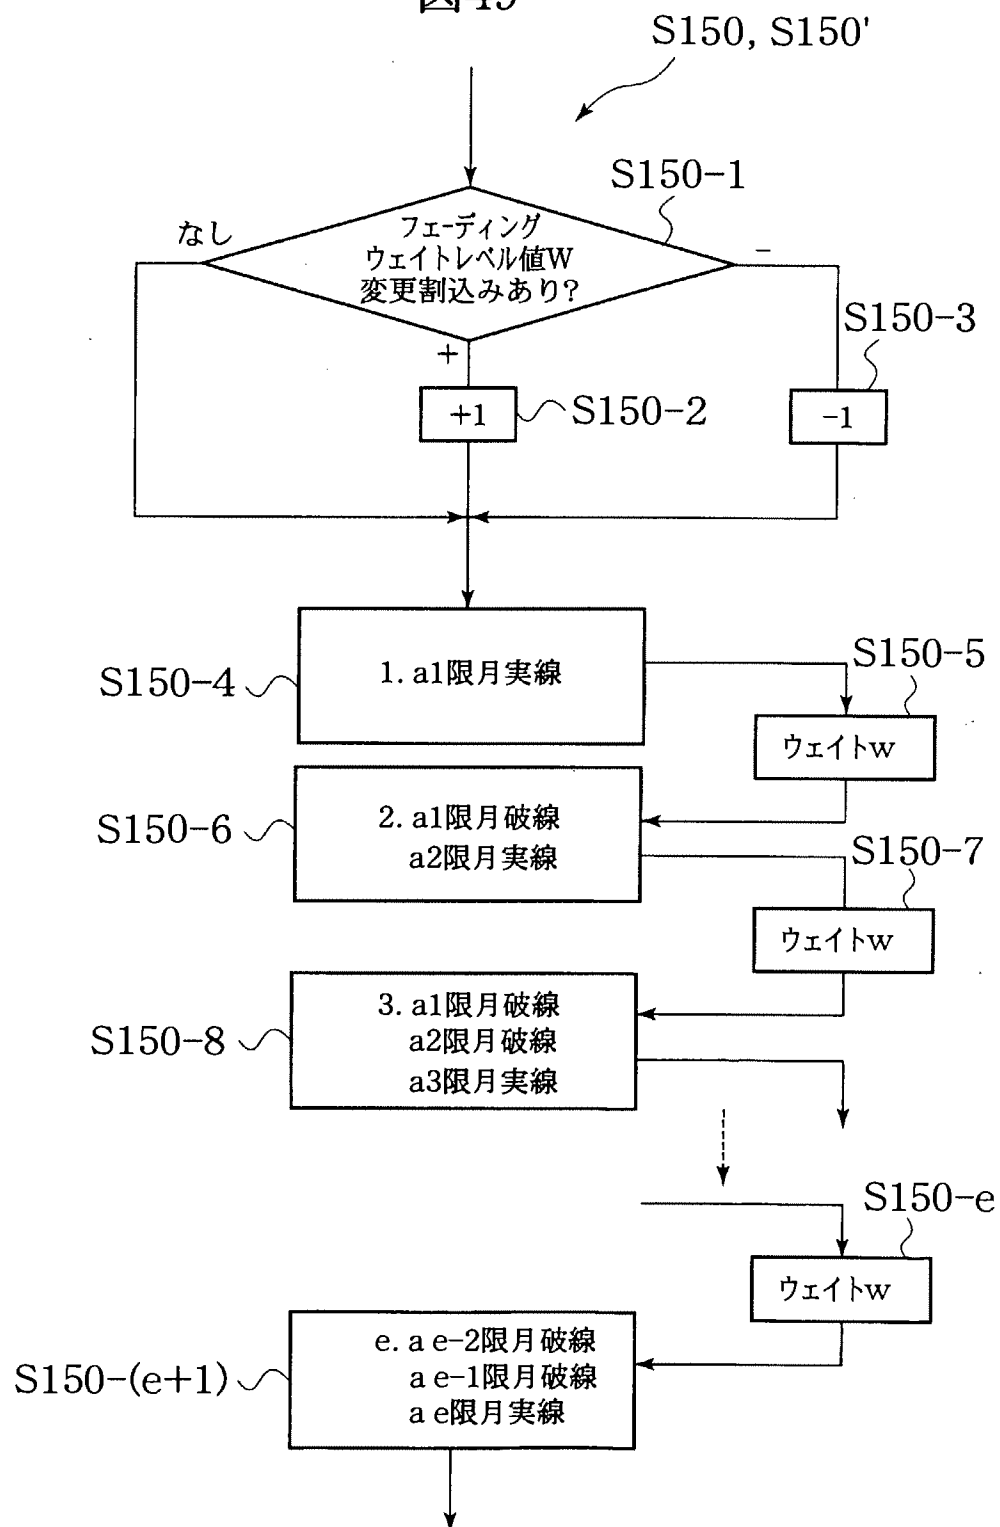 S150, S150'
S150-1
なし
フェーディング
ウェイトレベル値W
変更割込みあり?
−
+
S150-3
+1
S150-2
-1
S150-4
1. a1限月実線
S150-5
ウェイトw
S150-6
2. a1限月破線
a2限月実線
S150-7
ウェイトw
S150-8
3. a1限月破線
a2限月破線
a3限月実線
S150-e
ウェイトw
S150-(e+1)
e. a e-2限月破線
a e-1限月破線
a e限月実線